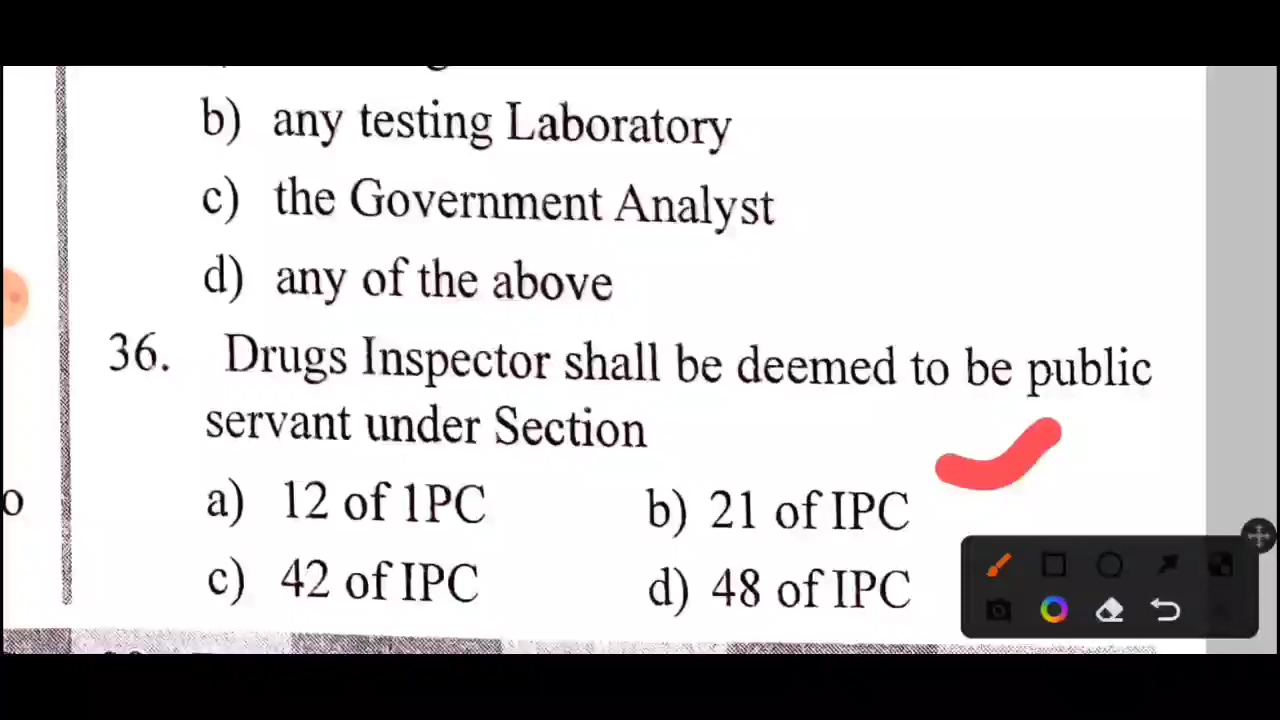 b) any testing Laboratory
c) the Government Analyst
d) any of the above
36. Drugs Inspector shall be deemed to be public
servant under Section
a) 12 of 1PC b) 21 of IPC
c) 42 of IPC d) 48 of IPC
o